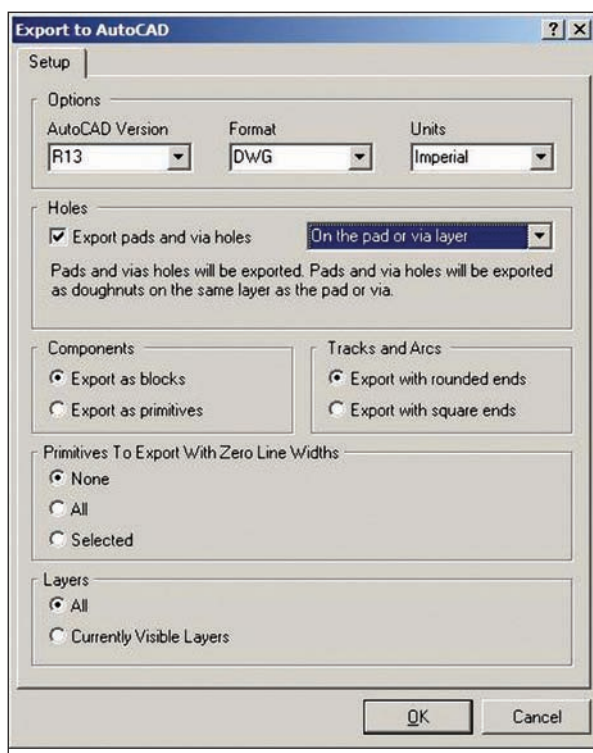 Export to AutoCAD
Setup
Options
AutoCAD Version Format Units
R13 DWG Imperial
Holes
Export pads and via holes On the pad or via layer
Pads and vias holes will be exported. Pads and via holes will be exported
as doughnuts on the same layer as the pad or via.
Components Tracks and Arcs
Export as blocks Export with rounded ends
Export as primitives Export with square ends
Primitives To Export With Zero Line Widths
None
All
Selected
Layers
All
Currently Visible Layers
OK Cancel